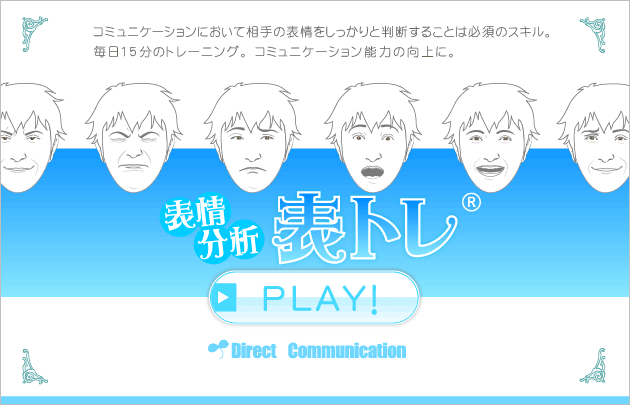 コミュニケーションにおいて相手の表情をしっかりと判断することは必須のスキル。
毎日15分のトレーニング。コミュニケーション能力の向上に。
表情
分析
表トレ®
PLAY!
Direct Communication